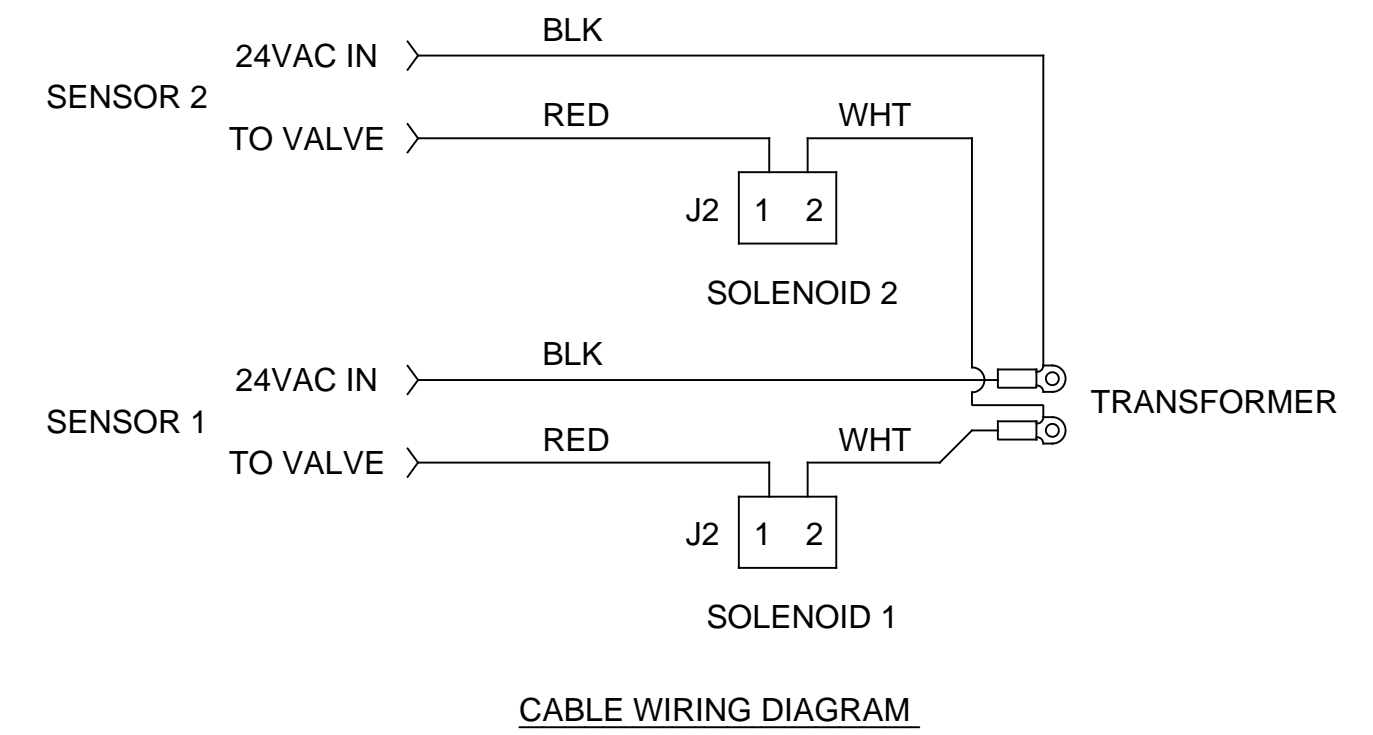 BLK
24VAC IN
SENSOR 2
RED
WHT
TO VALVE
J2 1 2
SOLENOID 2
BLK
24VAC IN
TRANSFORMER
SENSOR 1
RED
WHT
TO VALVE
J2 1 2
SOLENOID 1
CABLE WIRING DIAGRAM